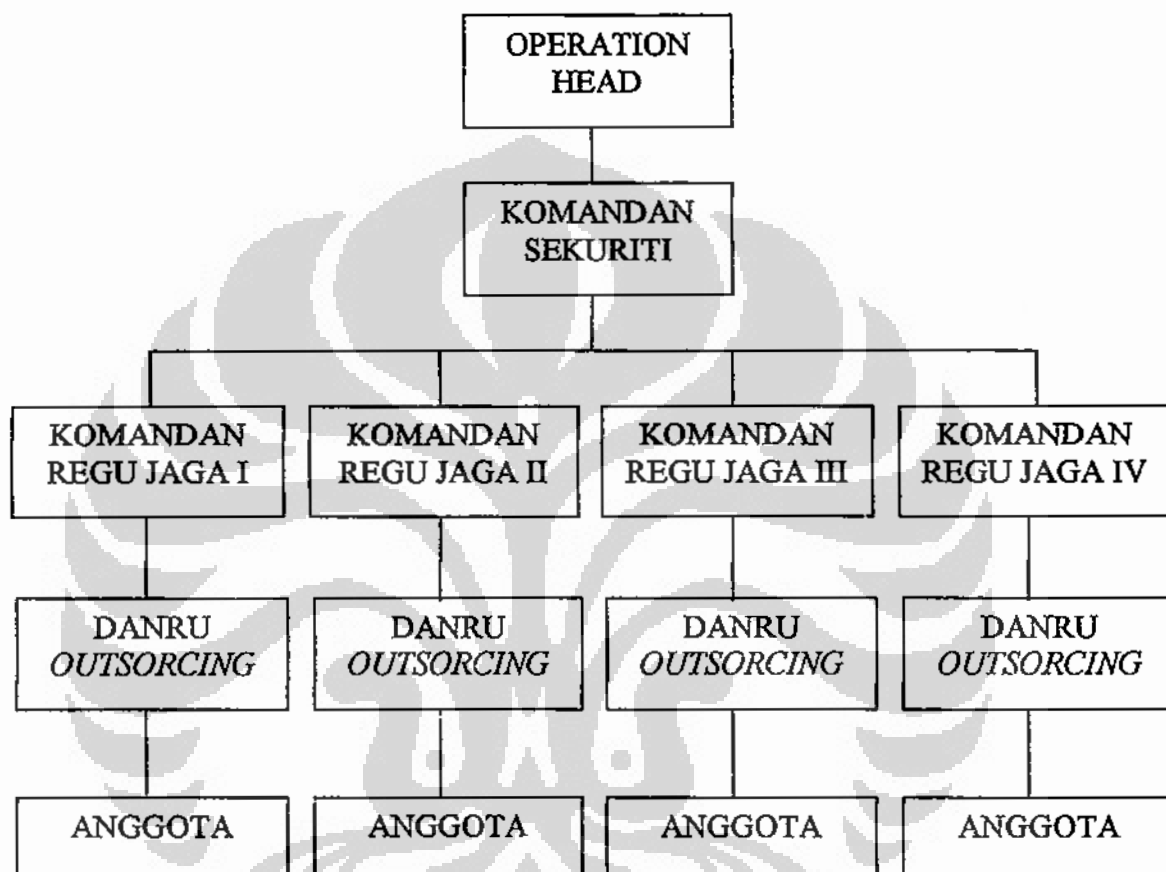 OPERATION
HEAD
KOMANDAN
SEKURITI
KOMANDAN
REGU JAGA I
KOMANDAN
REGU JAGA II
KOMANDAN
REGU JAGA III
KOMANDAN
REGU JAGA IV
DANRU
OUTSORCING
DANRU
OUTSORCING
DANRU
OUTSORCING
DANRU
OUTSORCING
ANGGOTA
ANGGOTA
ANGGOTA
ANGGOTA